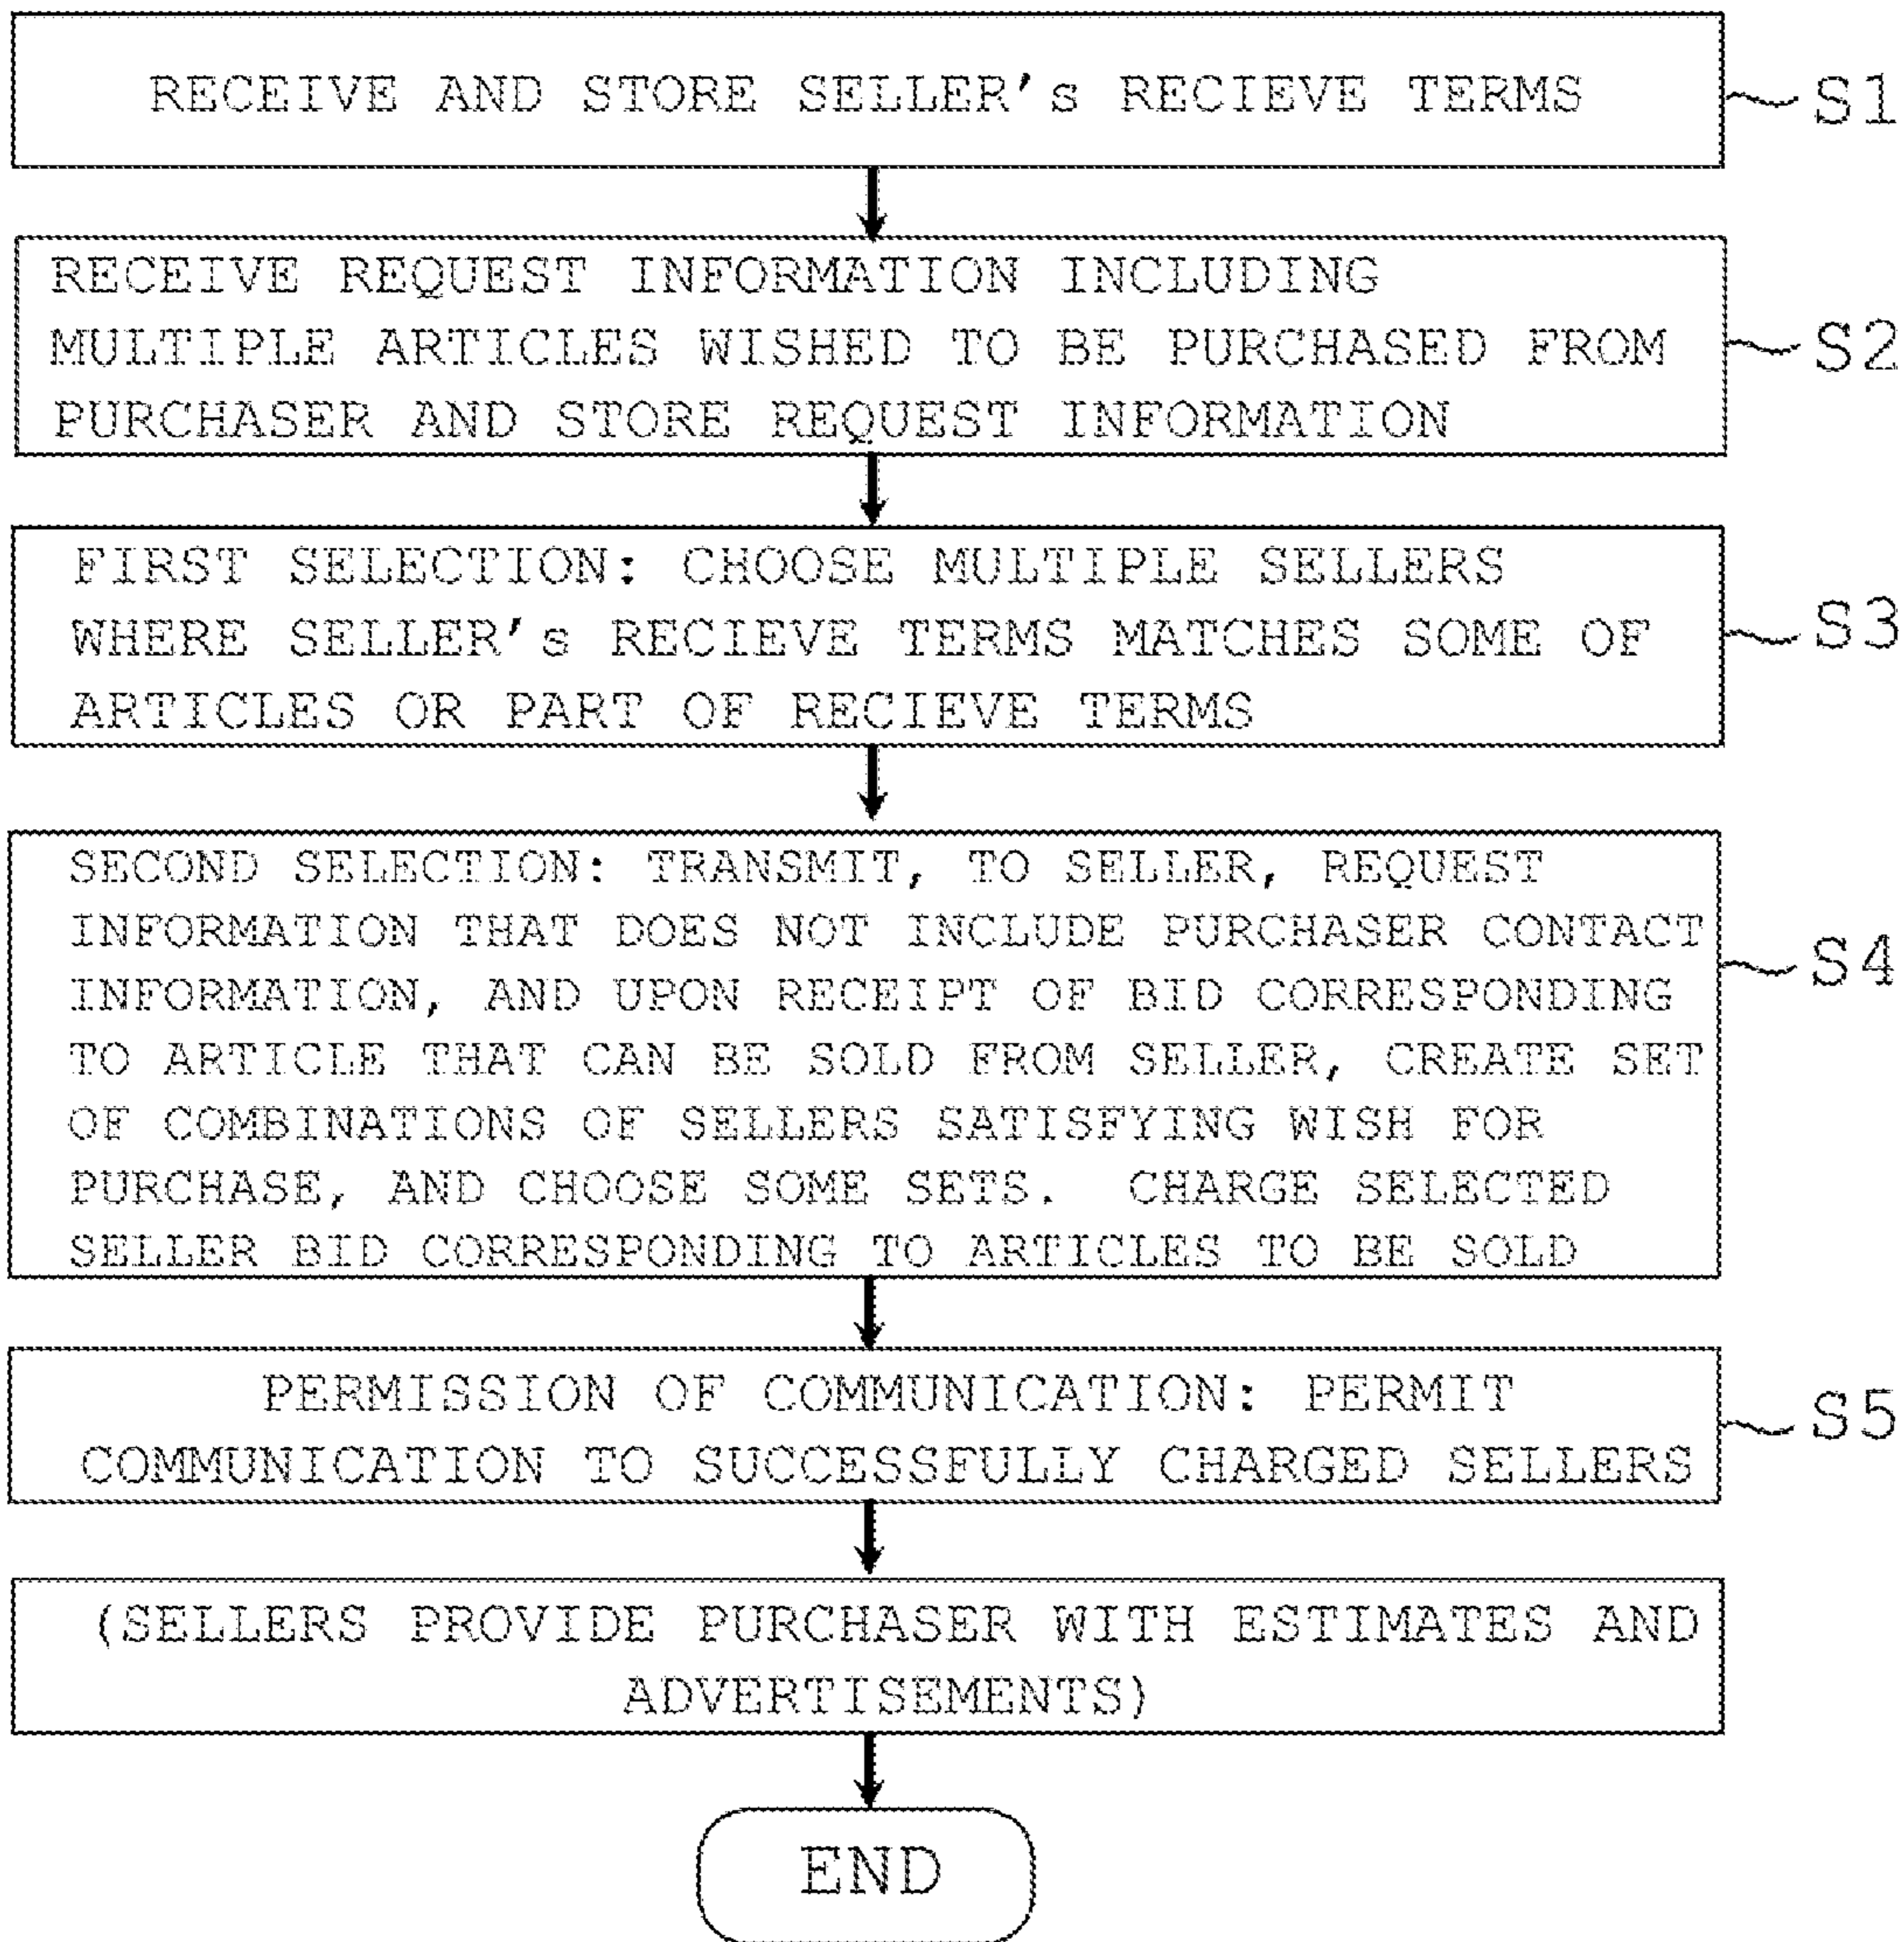 RECEIVE AND STORE SELLER's RECIEVE TERMS
S1
RECEIVE REQUEST INFORMATION INCLUDING
MULTIPLE ARTICLES WISHED TO BE PURCHASED FROM
PURCHASER AND STORE REQUEST INFORMATION
S2
FIRST SELECTION: CHOOSE MULTIPLE SELLERS
WHERE SELLER's RECIEVE TERMS MATCHES SOME OF
ARTICLES OR PART OF RECIEVE TERMS
S3
SECOND SELECTION: TRANSMIT, TO SELLER, REQUEST
INFORMATION THAT DOES NOT INCLUDE PURCHASER CONTACT
INFORMATION, AND UPON RECEIPT OF BID CORRESPONDING
TO ARTICLE THAT CAN BE SOLD FROM SELLER, CREATE SET
OF COMBINATIONS OF SELLERS SATISFYING WISH FOR
PURCHASE, AND CHOOSE SOME SETS. CHARGE SELECTED
SELLER BID CORRESPONDING TO ARTICLES TO BE SOLD
S4
PERMISSION OF COMMUNICATION: PERMIT
COMMUNICATION TO SUCCESSFULLY CHARGED SELLERS
S5
(SELLERS PROVIDE PURCHASER WITH ESTIMATES AND
ADVERTISEMENTS)
END